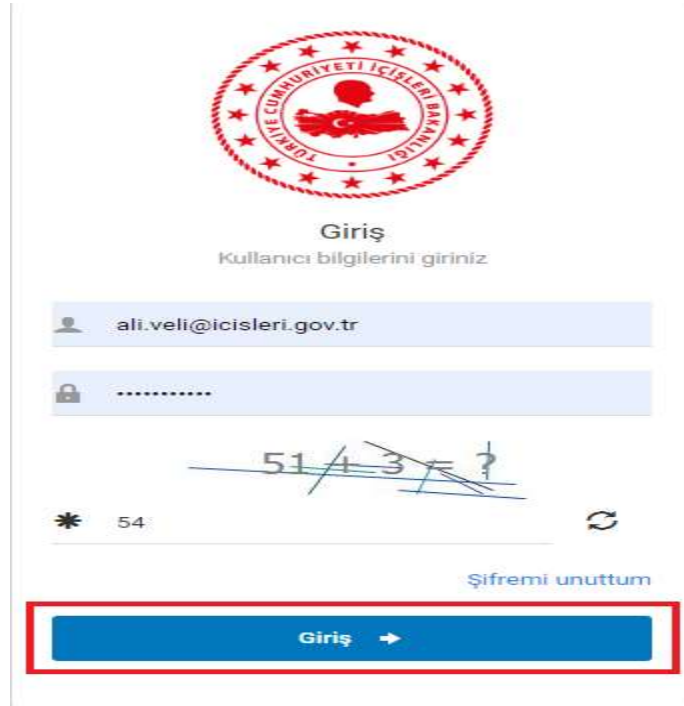 TÜRKİYE CUMHURİYETİ İÇİŞLERİ BAKANLIĞI
Giriş
Kullanıcı bilgilerini giriniz
ali.veli@icisleri.gov.tr
•••••••••••
51 + 3 = ?
54
Şifremi unuttum
Giriş